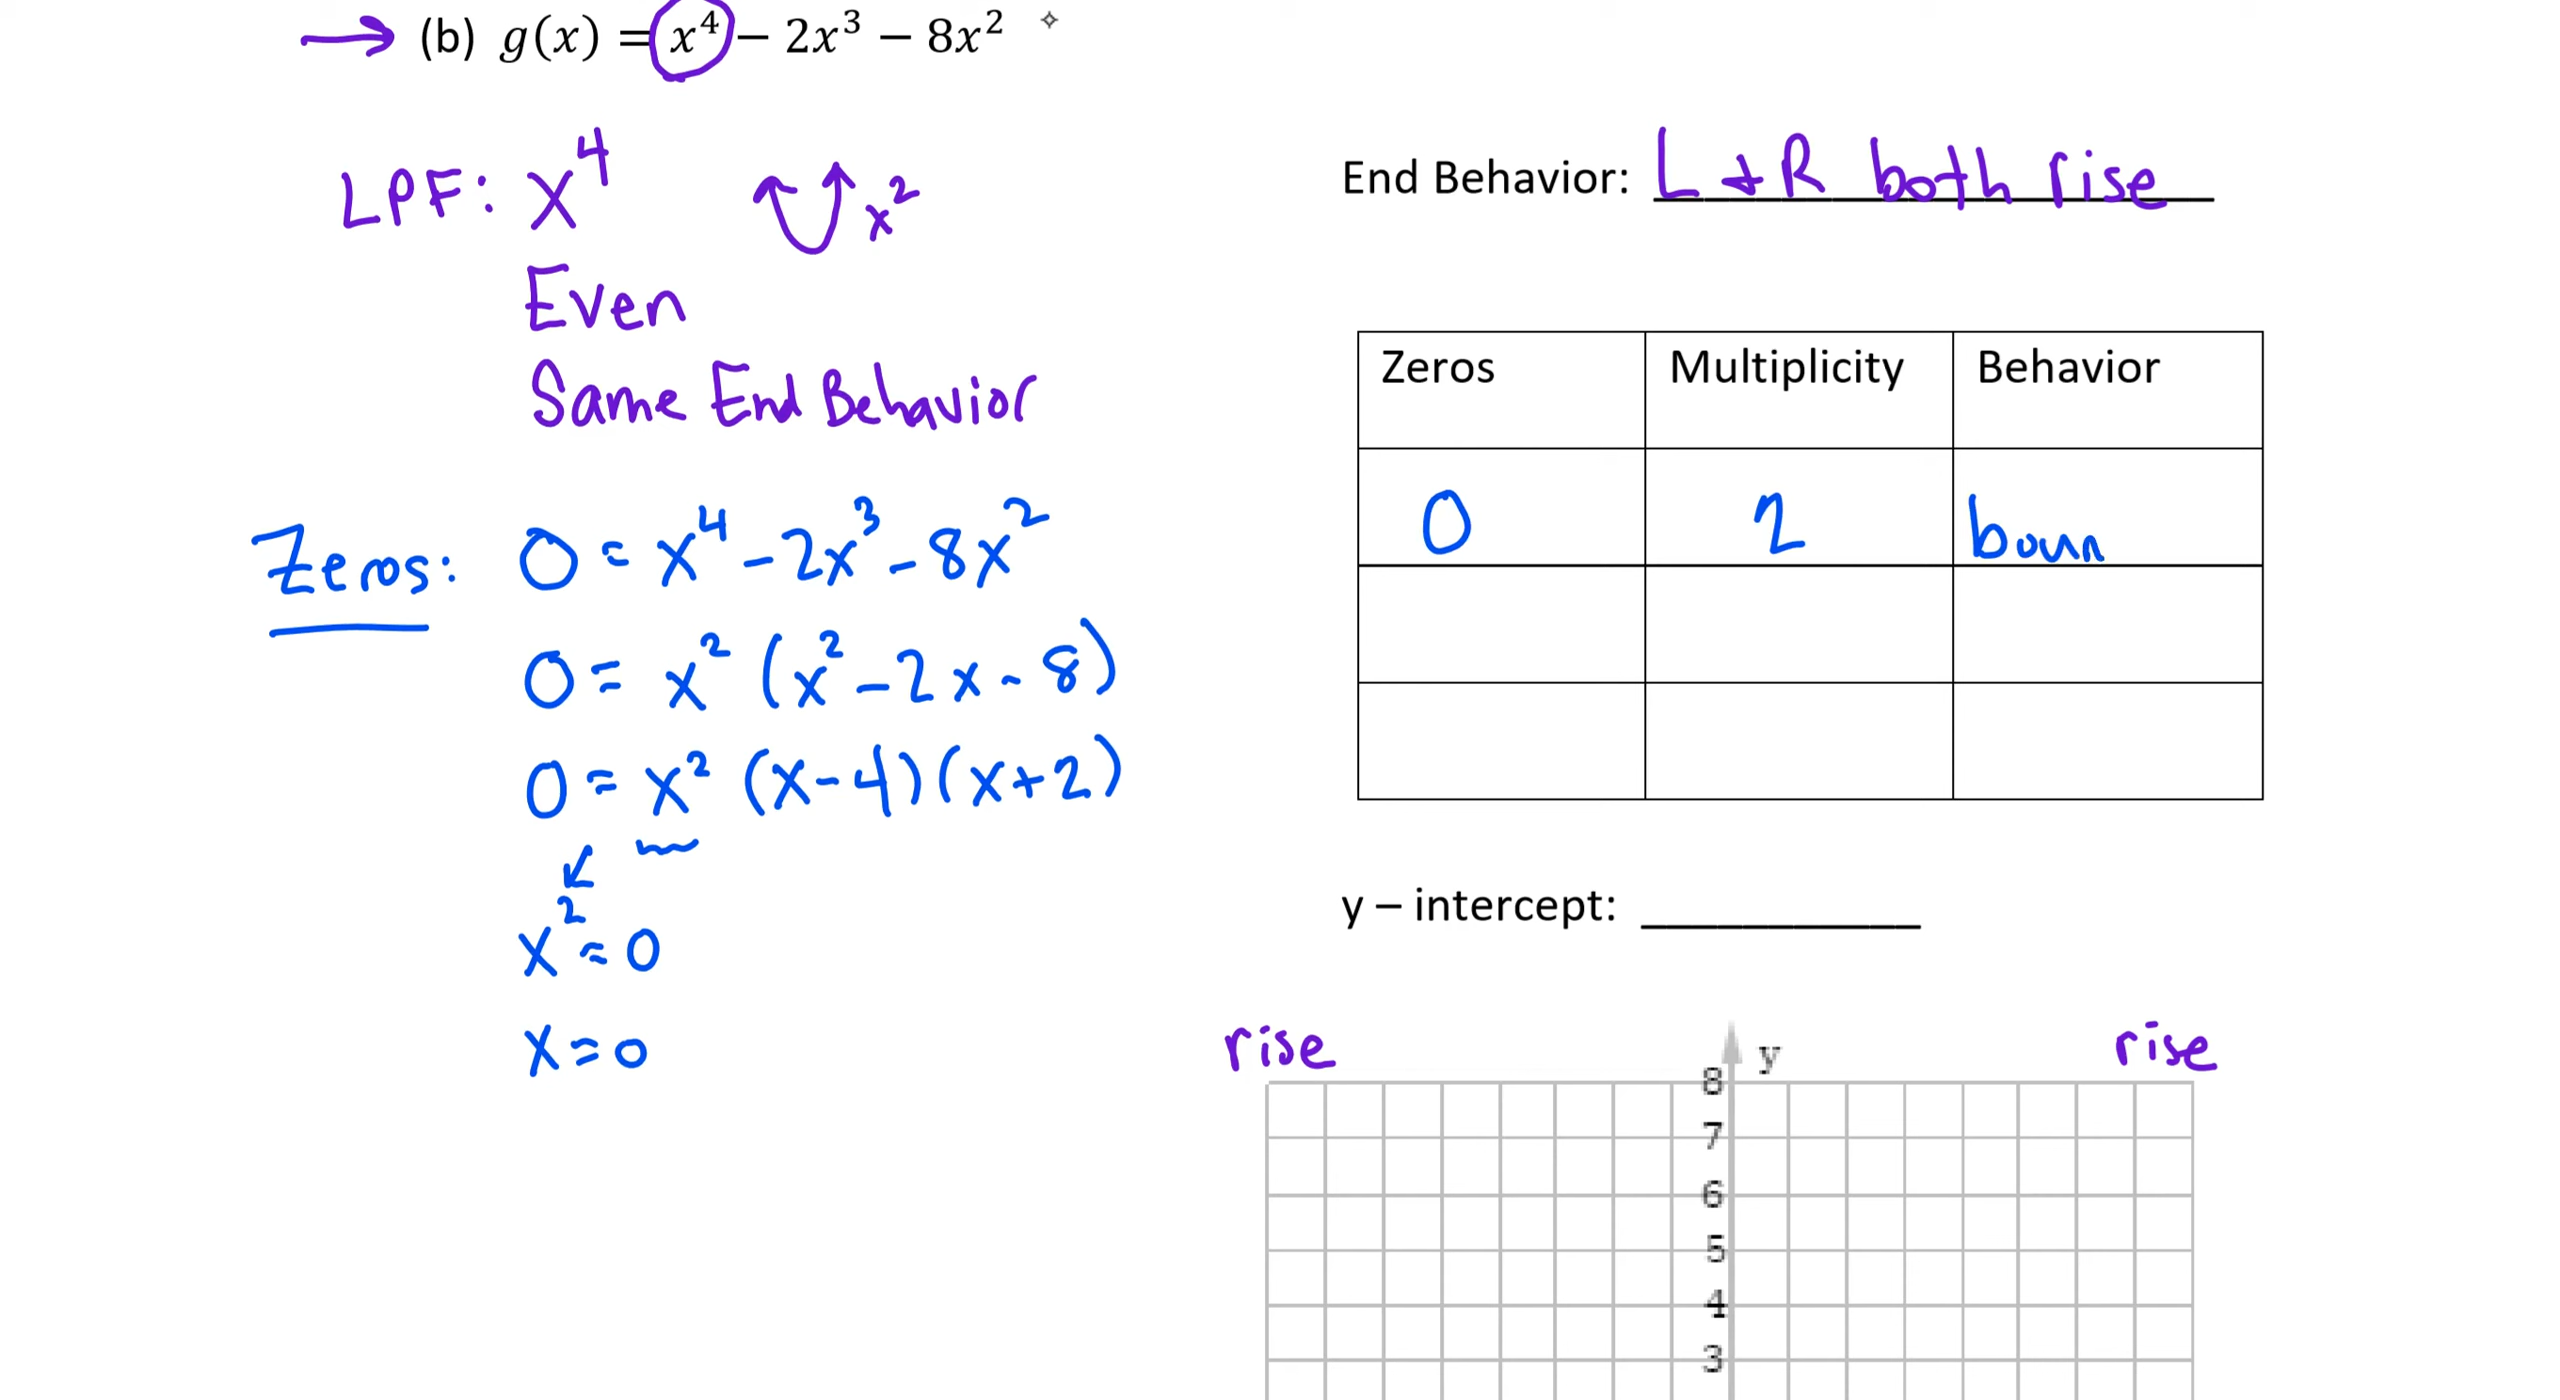 (b) g(x) = x⁴ − 2x³ − 8x²
LPF: x⁴
x²
Even
Same End Behavior
Zeros: 0 = x⁴ - 2x³ - 8x²
0 = x² (x² - 2x - 8)
0 = x² (x - 4)(x + 2)
x² = 0
x = 0
End Behavior: L + R both rise
Zeros Multiplicity Behavior
0 2 boun
y – intercept:
rise y rise
8
7
6
5
4
3